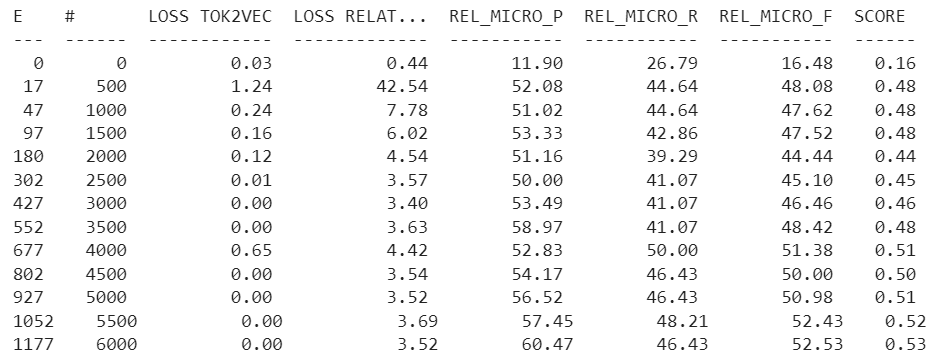 E    #       LOSS TOK2VEC  LOSS RELAT...  REL_MICRO_P  REL_MICRO_R  REL_MICRO_F  SCORE
---  ------  ------------  -------------  -----------  -----------  -----------  ------
  0       0          0.03           0.44        11.90        26.79        16.48    0.16
 17     500          1.24          42.54        52.08        44.64        48.08    0.48
 47    1000          0.24           7.78        51.02        44.64        47.62    0.48
 97    1500          0.16           6.02        53.33        42.86        47.52    0.48
180    2000          0.12           4.54        51.16        39.29        44.44    0.44
302    2500          0.01           3.57        50.00        41.07        45.10    0.45
427    3000          0.00           3.40        53.49        41.07        46.46    0.46
552    3500          0.00           3.63        58.97        41.07        48.42    0.48
677    4000          0.65           4.42        52.83        50.00        51.38    0.51
802    4500          0.00           3.54        54.17        46.43        50.00    0.50
927    5000          0.00           3.52        56.52        46.43        50.98    0.51
1052    5500          0.00           3.69        57.45        48.21        52.43    0.52
1177    6000          0.00           3.52        60.47        46.43        52.53    0.53